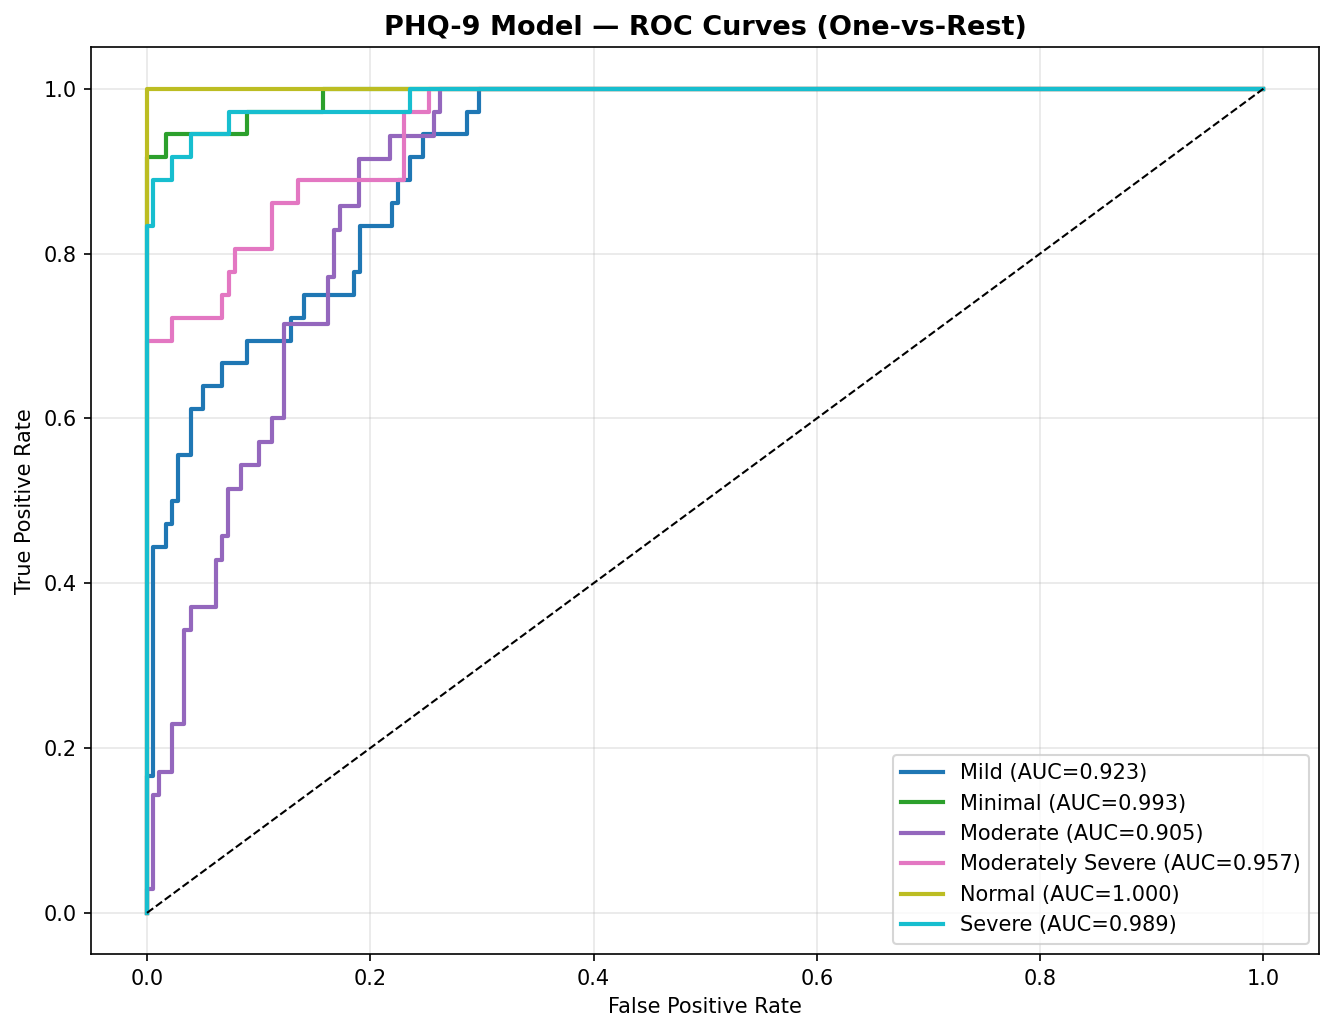 PHQ-9 Model — ROC Curves (One-vs-Rest)
True Positive Rate
1.0
0.8
0.6
0.4
0.2
0.0
Mild (AUC=0.923)
Minimal (AUC=0.993)
Moderate (AUC=0.905)
Moderately Severe (AUC=0.957)
Normal (AUC=1.000)
Severe (AUC=0.989)
0.0 0.2 0.4 0.6 0.8 1.0
False Positive Rate